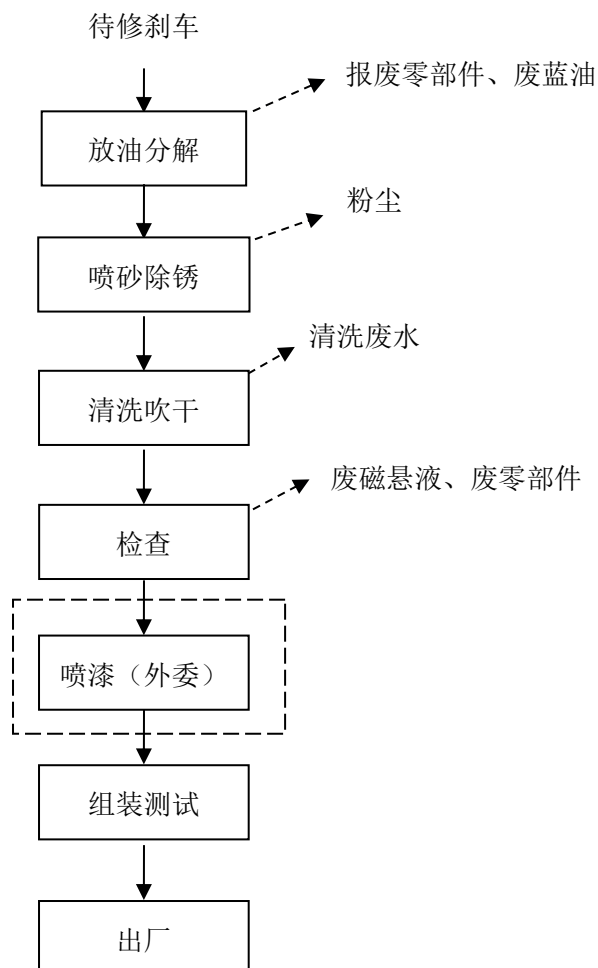 待修刹车
报废零部件、废蓝油
放油分解
粉尘
喷砂除锈
清洗废水
清洗吹干
废磁悬液、废零部件
检查
喷漆（外委）
组装测试
出厂